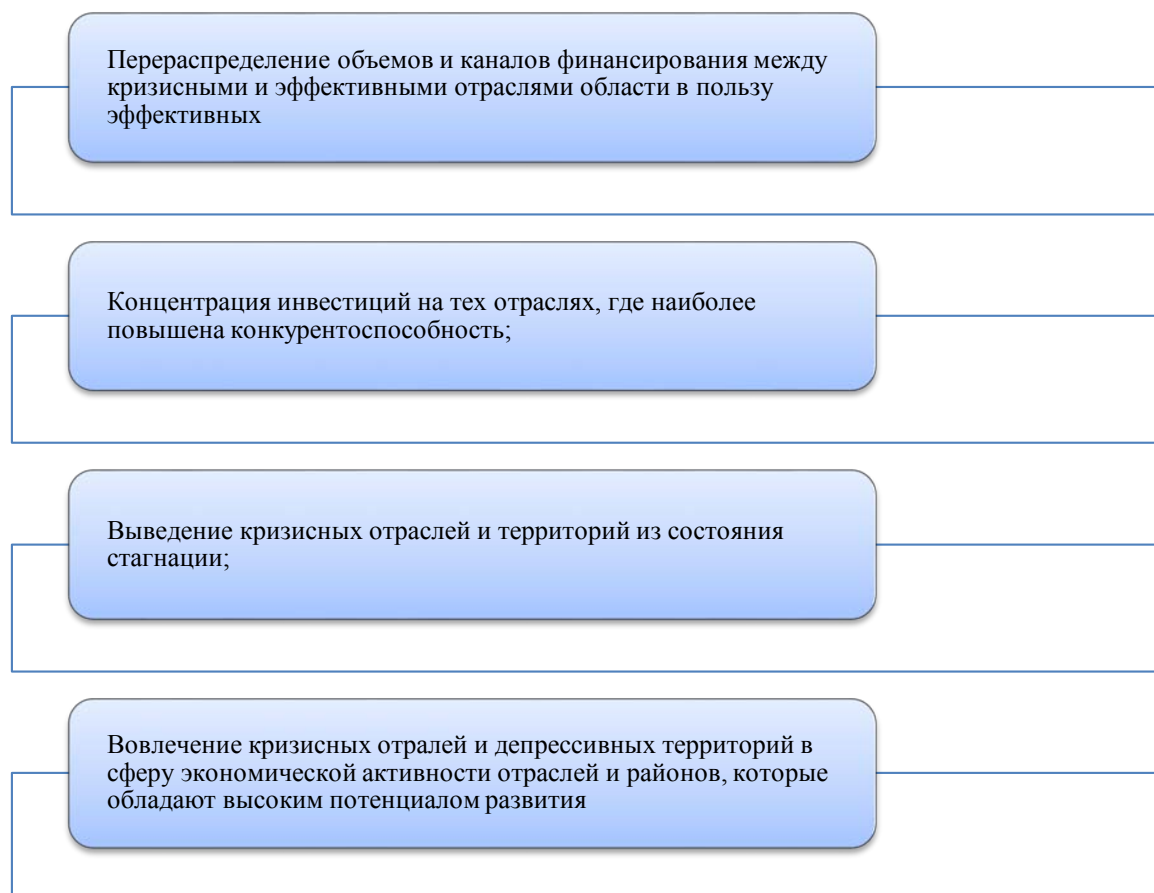 Перераспределение объемов и каналов финансирования между
кризисными и эффективными отраслями области в пользу
эффективных
Концентрация инвестиций на тех отраслях, где наиболее
повышена конкурентоспособность;
Выведение кризисных отраслей и территорий из состояния
стагнации;
Вовлечение кризисных отралей и депрессивных территорий в
сферу экономической активности отраслей и районов, которые
обладают высоким потенциалом развития